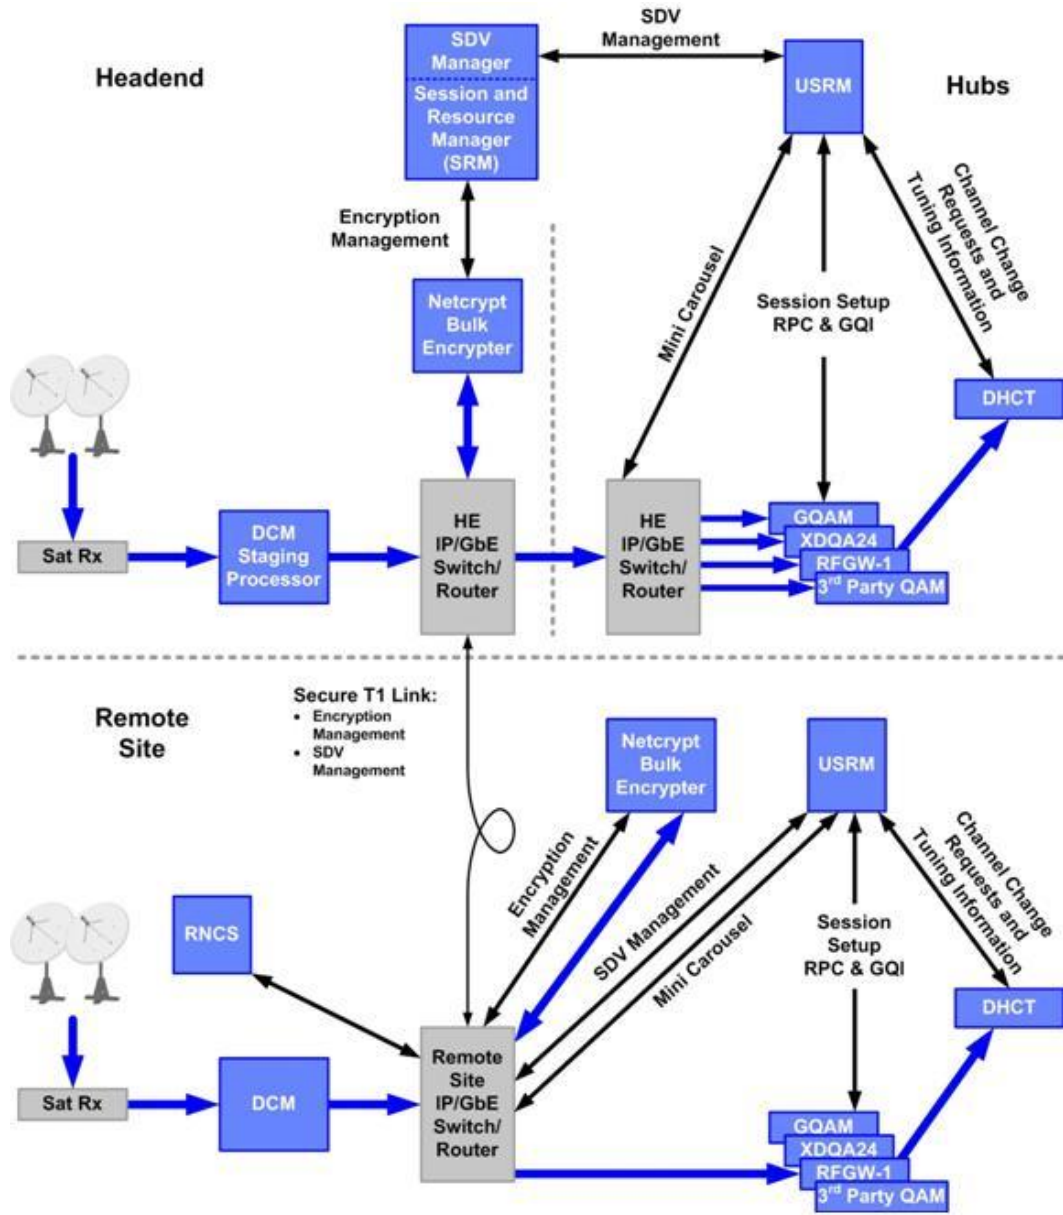 SDV
Management
SDV
Manager
Headend
USRM
Hubs
Session and
Resource
Manager
(SRM)
Encryption
Management
Channel Change
Requests and
Tuning Information
Mini Carousel
Netcrypt
Bulk
Encrypter
Session Setup
RPC & GQI
DHCT
Sat Rx
DCM
Staging
Processor
HE
IP/GbE
Switch/
Router
HE
IP/GbE
Switch/
Router
GQAM
XDQA24
RFGW-1
3rd Party QAM
Remote
Site
Secure T1 Link:
• Encryption
Management
• SDV
Management
Netcrypt
Bulk
Encrypter
USRM
Channel Change
Requests and
Tuning Information
Encryption
Management
SDV Management
Mini Carousel
RNCS
Session
Setup
RPC & GQI
DHCT
Sat Rx
DCM
Remote
Site
IP/GbE
Switch/
Router
GQAM
XDQA24
RFGW-1
3rd Party QAM